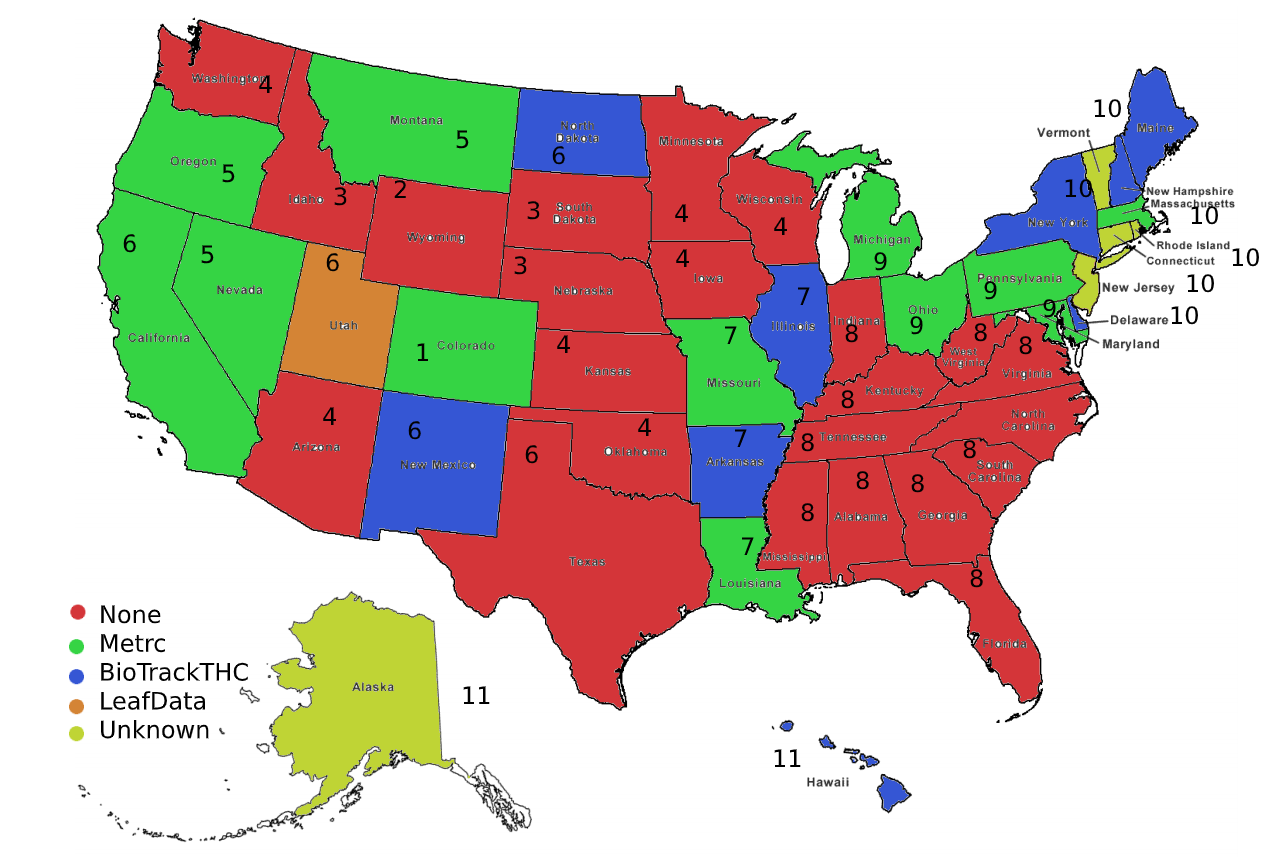 Washington 4
Montana 5
North
Dakota
6
Minnesota 4
Oregon 5
Idaho 3
2
Wyoming
3 South
Dakota
Wisconsin
4
Michigan
9
10
Vermont
Maine
10
New Hampshire
Massachusetts
10
New York
Rhode Island
Connecticut
10
6
California
5
Nevada
6
Utah
1 Colorado
3
Nebraska
4
Iowa
7
Illinois
Indiana
8
Ohio
9
Pennsylvania
9
New Jersey 10
9
Delaware 10
Maryland
4
Kansas
7
Missouri
8
West
Virginia
8
Virginia
Kentucky
8
4
Arizona
6
New Mexico
6
Texas
4
Oklahoma
7
Arkansas
8 Tennessee
North
Carolina
8
South
Carolina
8
Mississippi
8
Alabama
8
Georgia
7
Louisiana
8
Florida
None
Metrc
BioTrackTHC
LeafData
Unknown
Alaska
11
11
Hawaii